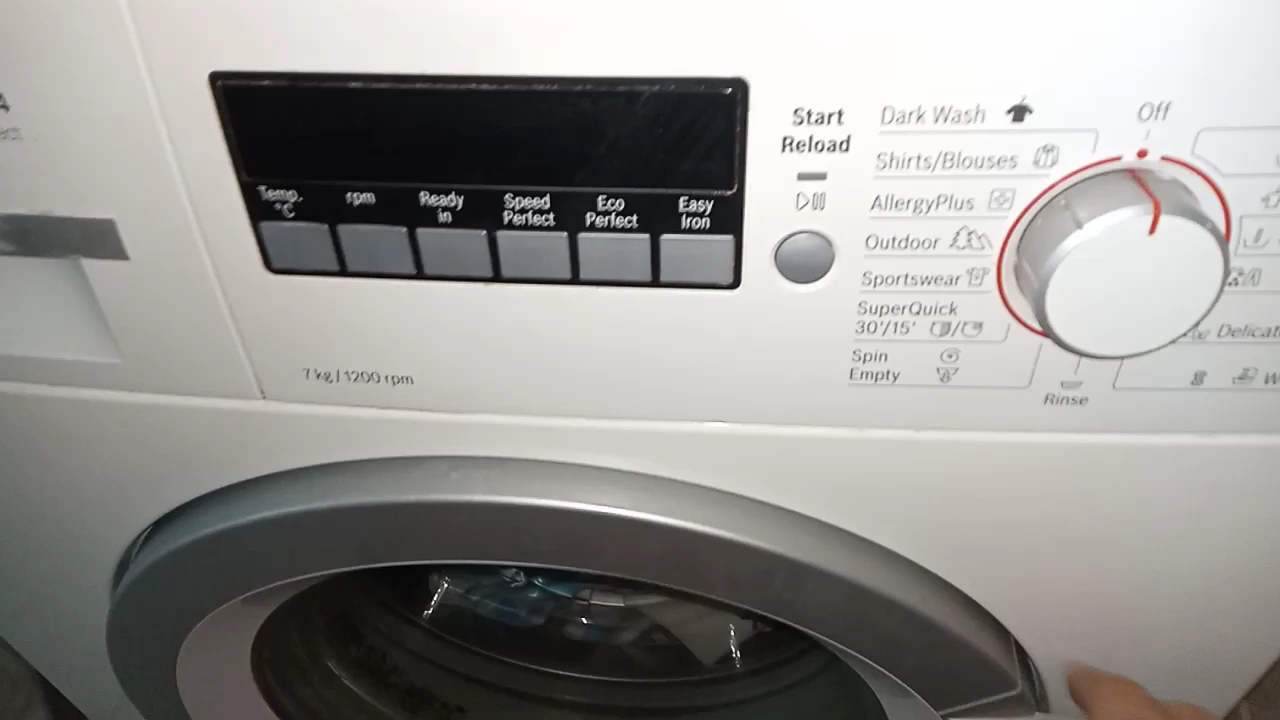 4
Temp.
°C
rpm
Ready
in
Speed
Perfect
Eco
Perfect
Easy
Iron
7 kg / 1200 rpm
Start
Reload
Dark Wash
Shirts/Blouses
AllergyPlus
Outdoor
Sportswear
SuperQuick
30'/15'
Spin
Empty
Off
Rinse